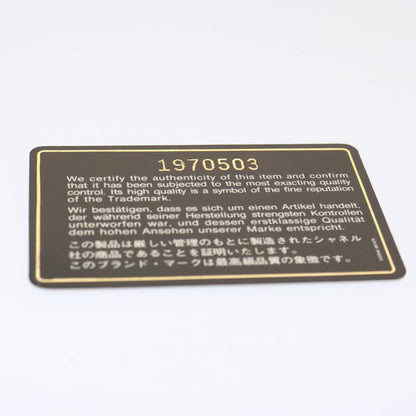 1970503
We certify the authenticity of this item and confirm
that it has been subjected to the most exacting quality
control. Its high quality is a symbol of the fine reputation
of the Trademark.
Wir bestätigen, dass es sich um einen Artikel handelt,
der während seiner Herstellung strengsten Kontrollen
unterworfen war, und dessen erstklassige Qualität
dem hohen Ansehen unserer Marke entspricht.
この製品は厳しい管理のもとに製造されたシャネル
社の商品であることを証明いたします。
このブランド・マークは最高級品質の象徴です。